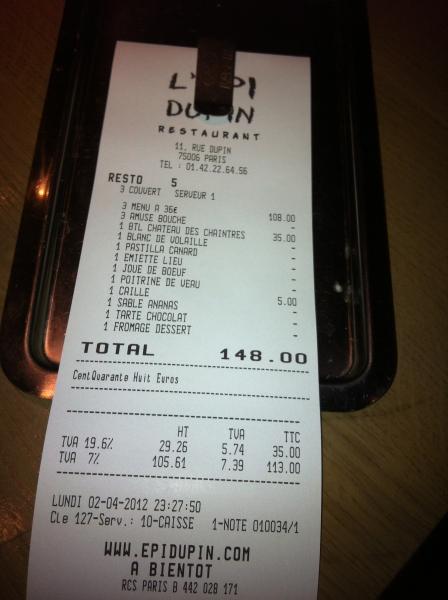 L'EPI
DUPIN
RESTAURANT
11, RUE DUPIN
75006 PARIS
TEL : 01.42.22.64.56
RESTO 5
3 COUVERT SERVEUR 1
3 MENU A 36€ 108.00
3 AMUSE BOUCHE -
1 BTL CHATEAU DES CHAINTRES 35.00
1 BLANC DE VOLAILLE -
1 PASTILLA CANARD -
1 EMIETTE LIEU -
1 JOUE DE BOEUF -
1 POITRINE DE VEAU -
1 CAILLE -
1 SABLE ANANAS 5.00
1 TARTE CHOCOLAT -
1 FROMAGE DESSERT -
TOTAL 148.00
CentQuarante Huit Euros
HT TVA TTC
TVA 19.6% 29.26 5.74 35.00
TVA 7% 105.61 7.39 113.00
LUNDI 02-04-2012 23:27:50
Cle 127-Serv.: 10-CAISSE 1-NOTE 010034/1
WWW.EPIDUPIN.COM
A BIENTOT
RCS PARIS B 442 028 171